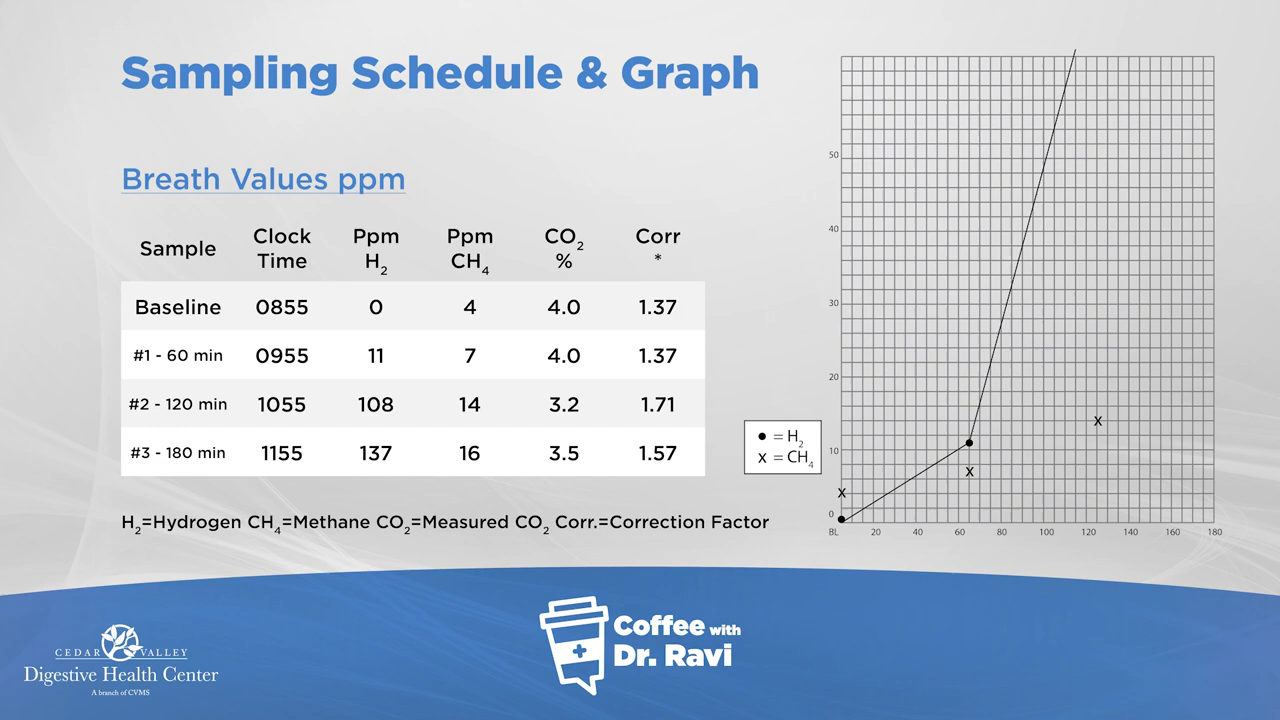 Sampling Schedule & Graph
Breath Values ppm
Sample Clock Time Ppm H₂ Ppm CH₄ CO₂ % Corr *
Baseline 0855 0 4 4.0 1.37
#1 - 60 min 0955 11 7 4.0 1.37
#2 - 120 min 1055 108 14 3.2 1.71
#3 - 180 min 1155 137 16 3.5 1.57
H₂=Hydrogen CH₄=Methane CO₂=Measured CO₂ Corr.=Correction Factor
● = H₂
x = CH₄
50
40
30
20
10
0
BL 20 40 60 80 100 120 140 160 180
x
x
x
CEDAR VALLEY
Digestive Health Center
A branch of CVMS
Coffee with
Dr. Ravi